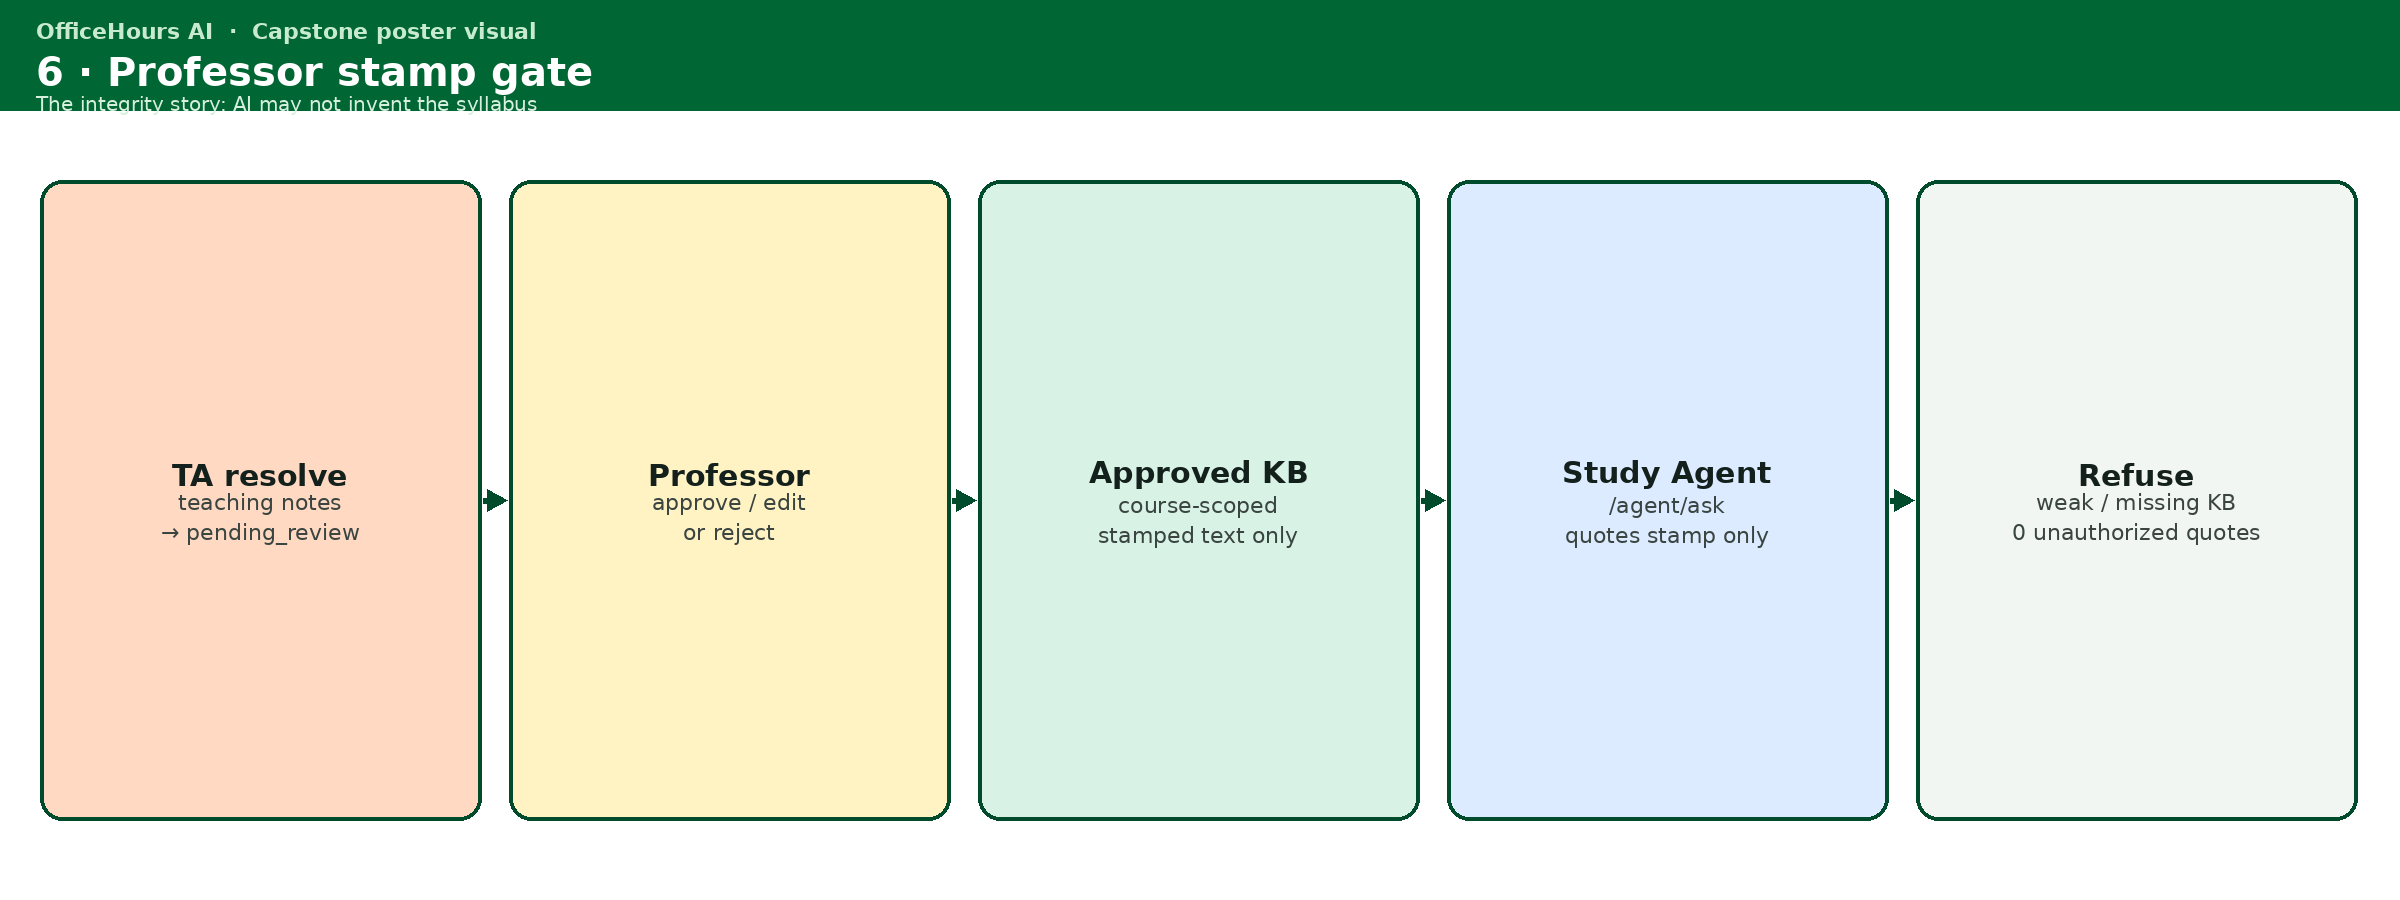 OfficeHours AI · Capstone poster visual
6 · Professor stamp gate
The integrity story: AI may not invent the syllabus
TA resolve
teaching notes
→ pending_review
Professor
approve / edit
or reject
Approved KB
course-scoped
stamped text only
Study Agent
/agent/ask
quotes stamp only
Refuse
weak / missing KB
0 unauthorized quotes